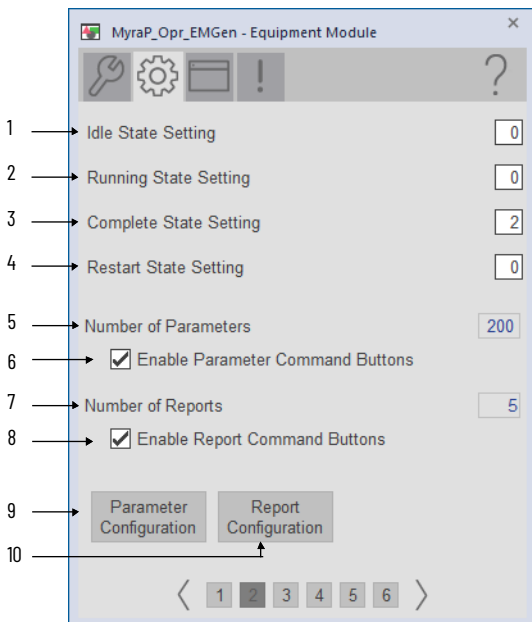 MyraP_Opr_EMGen - Equipment Module
×
!
?
1 Idle State Setting 0
2 Running State Setting 0
3 Complete State Setting 2
4 Restart State Setting 0
5 Number of Parameters 200
6 Enable Parameter Command Buttons
7 Number of Reports 5
8 Enable Report Command Buttons
9 Parameter Configuration
10 Report Configuration
1 2 3 4 5 6